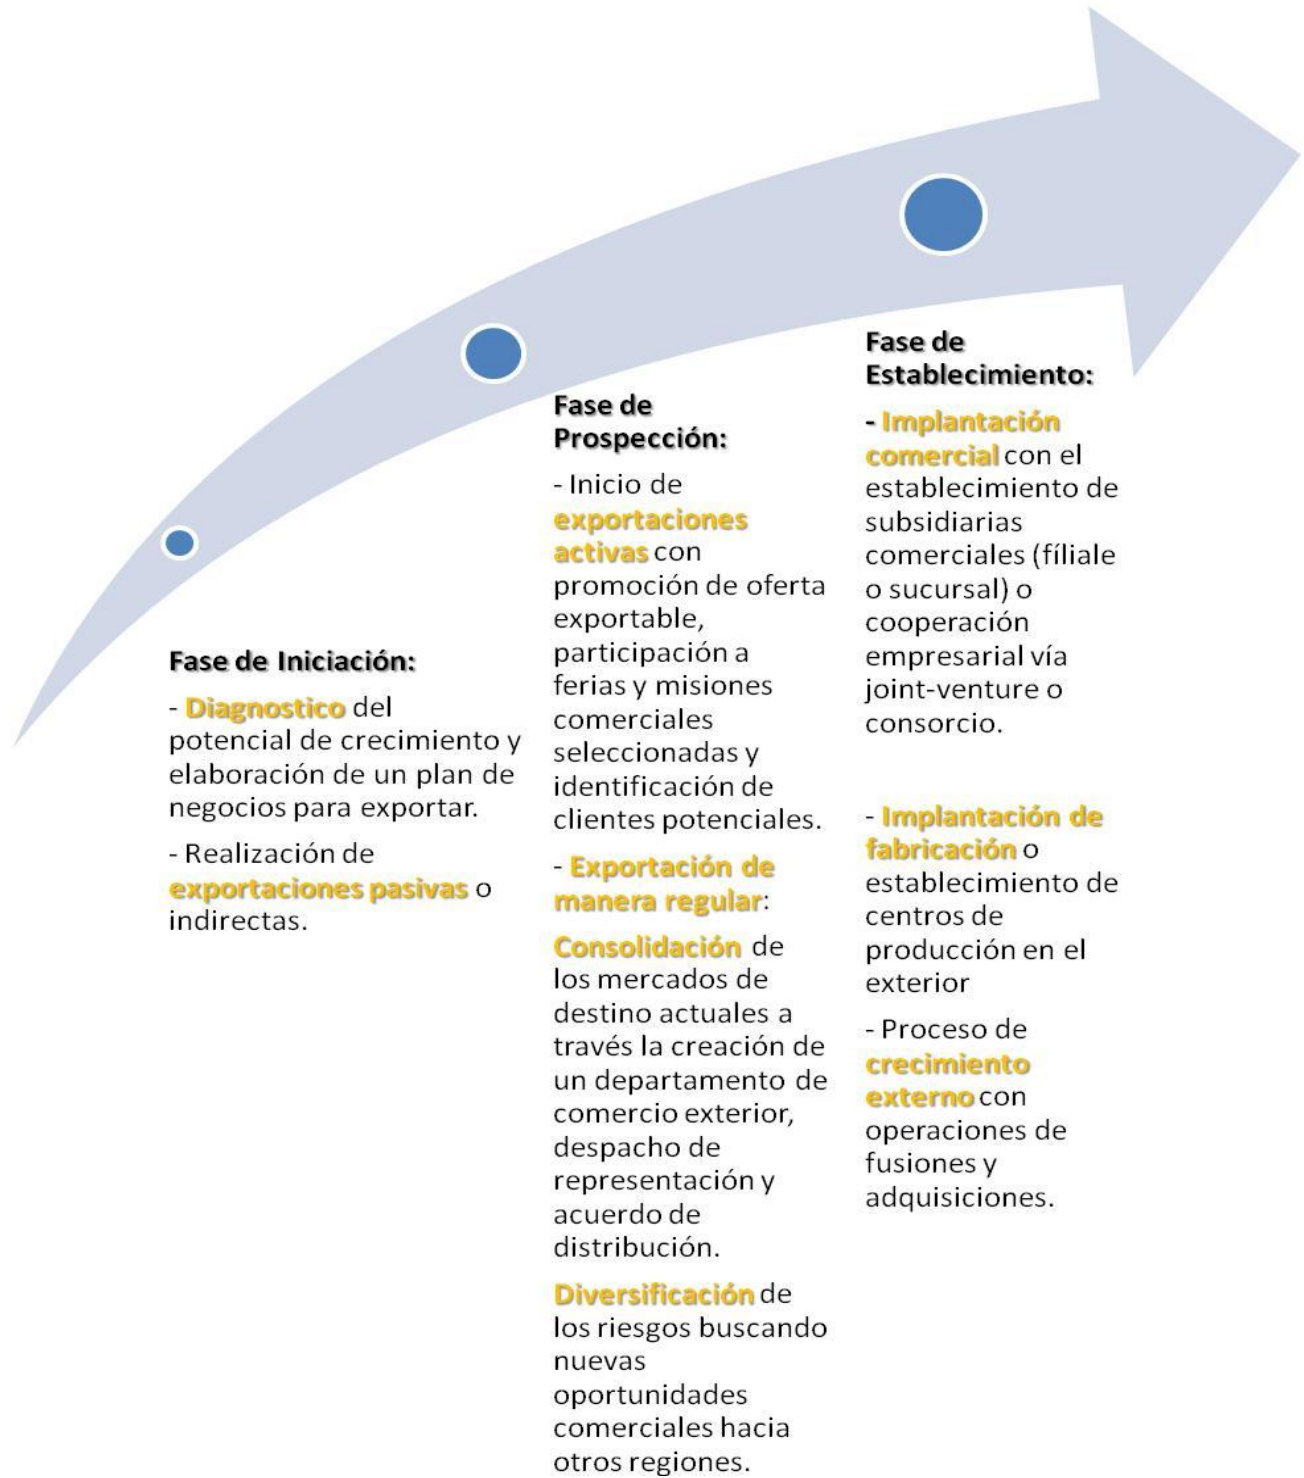 Fase de Iniciación:
- Diagnostico del
potencial de crecimiento y
elaboración de un plan de
negocios para exportar.
- Realización de
exportaciones pasivas o
indirectas.
Fase de
Prospección:
- Inicio de
exportaciones
activas con
promoción de oferta
exportable,
participación a
ferias y misiones
comerciales
seleccionadas y
identificación de
clientes potenciales.
- Exportación de
manera regular:
Consolidación de
los mercados de
destino actuales a
través la creación de
un departamento de
comercio exterior,
despacho de
representación y
acuerdo de
distribución.
Diversificación de
los riesgos buscando
nuevas
oportunidades
comerciales hacia
otros regiones.
Fase de
Establecimiento:
- Implantación
comercial con el
establecimiento de
subsidiarias
comerciales (fíliale
o sucursal) o
cooperación
empresarial vía
joint-venture o
consorcio.
- Implantación de
fabricación o
establecimiento de
centros de
producción en el
exterior
- Proceso de
crecimiento
externo con
operaciones de
fusiones y
adquisiciones.